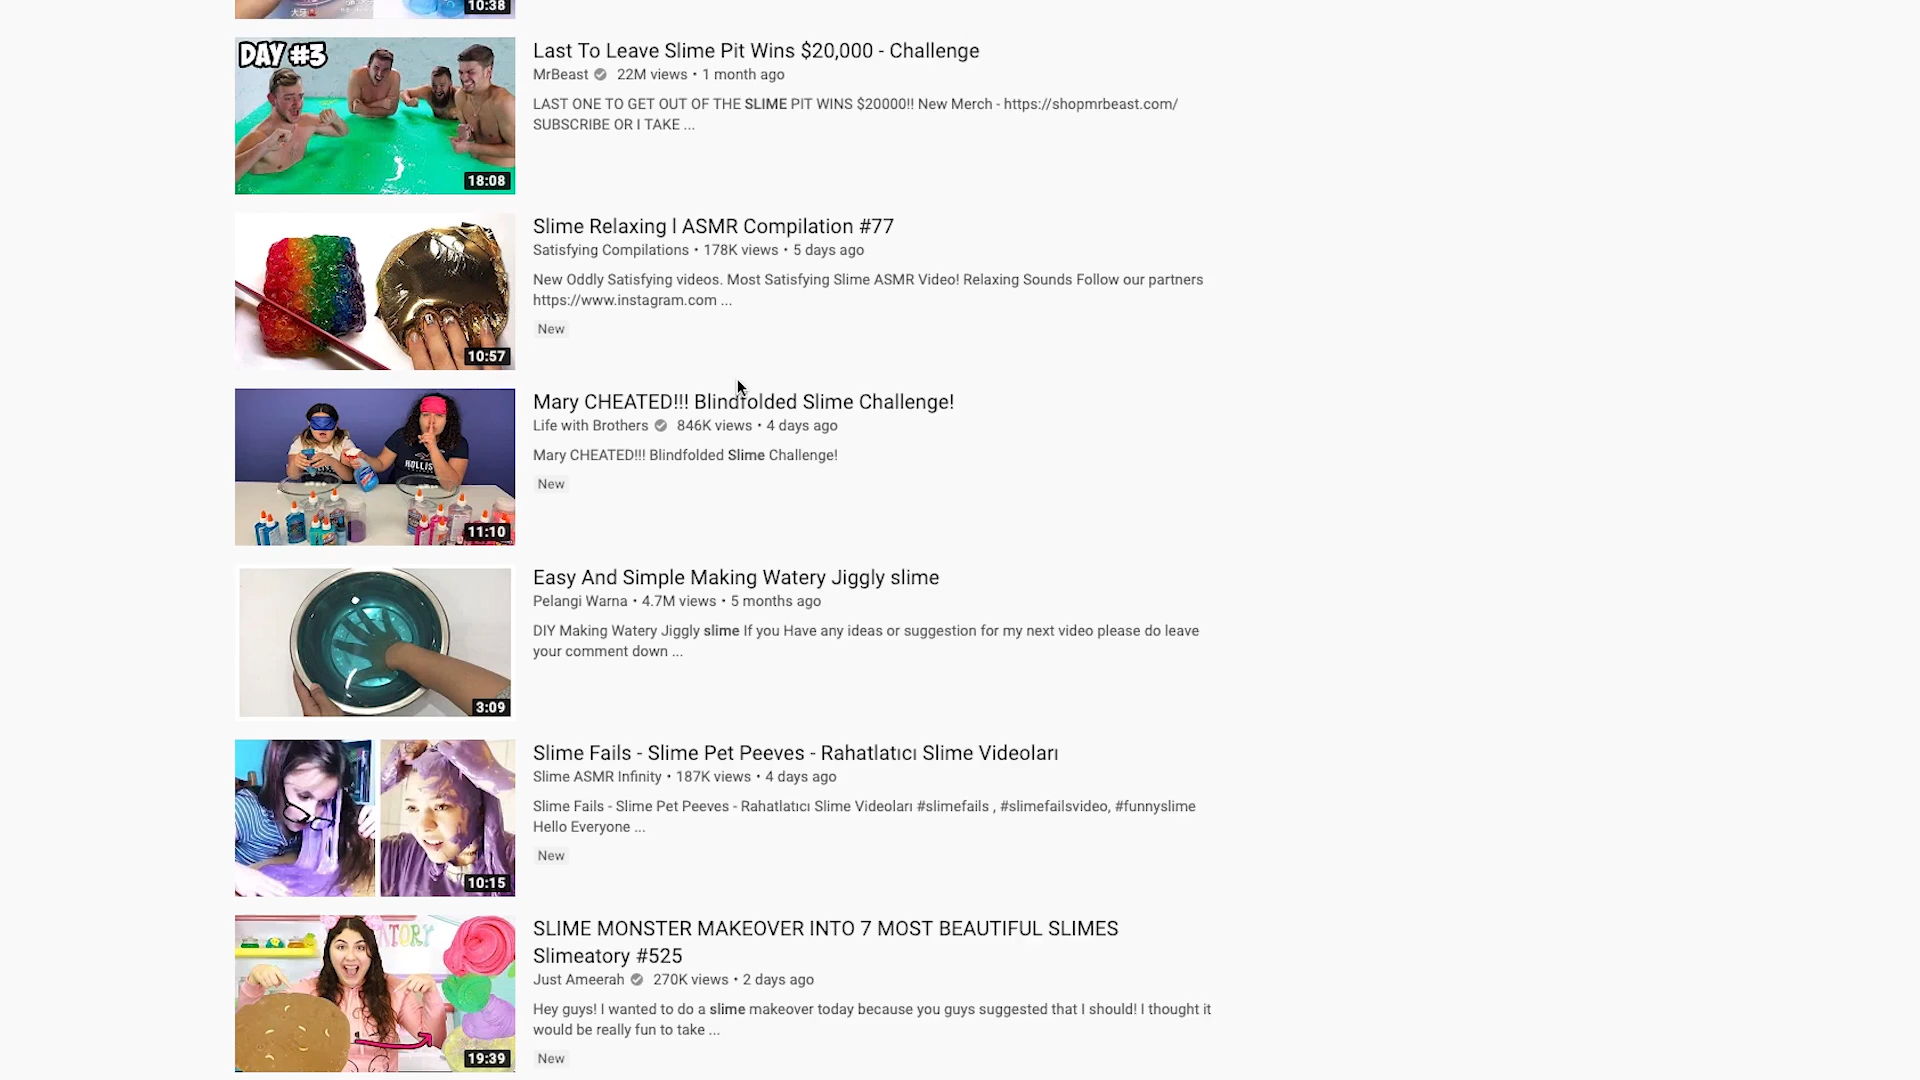 10:38
DAY #3
18:08
Last To Leave Slime Pit Wins $20,000 - Challenge
MrBeast 22M views • 1 month ago
LAST ONE TO GET OUT OF THE SLIME PIT WINS $20000!! New Merch - https://shopmrbeast.com/
SUBSCRIBE OR I TAKE ...
10:57
Slime Relaxing l ASMR Compilation #77
Satisfying Compilations • 178K views • 5 days ago
New Oddly Satisfying videos. Most Satisfying Slime ASMR Video! Relaxing Sounds Follow our partners
https://www.instagram.com ...
New
11:10
Mary CHEATED!!! Blindfolded Slime Challenge!
Life with Brothers 846K views • 4 days ago
Mary CHEATED!!! Blindfolded Slime Challenge!
New
3:09
Easy And Simple Making Watery Jiggly slime
Pelangi Warna • 4.7M views • 5 months ago
DIY Making Watery Jiggly slime If you Have any ideas or suggestion for my next video please do leave
your comment down ...
10:15
Slime Fails - Slime Pet Peeves - Rahatlatıcı Slime Videoları
Slime ASMR Infinity • 187K views • 4 days ago
Slime Fails - Slime Pet Peeves - Rahatlatıcı Slime Videoları #slimefails , #slimefailsvideo, #funnyslime
Hello Everyone ...
New
19:39
SLIME MONSTER MAKEOVER INTO 7 MOST BEAUTIFUL SLIMES
Slimeatory #525
Just Ameerah 270K views • 2 days ago
Hey guys! I wanted to do a slime makeover today because you guys suggested that I should! I thought it
would be really fun to take ...
New